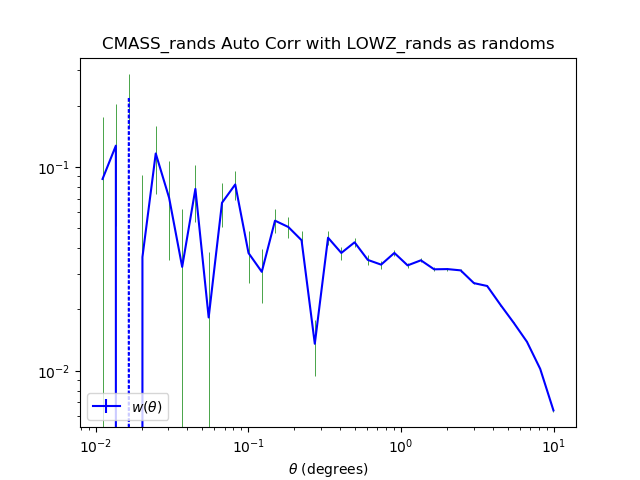 CMASS_rands Auto Corr with LOWZ_rands as randoms
10⁻¹
10⁻²
w(θ)
10⁻² 10⁻¹ 10⁰ 10¹
θ (degrees)